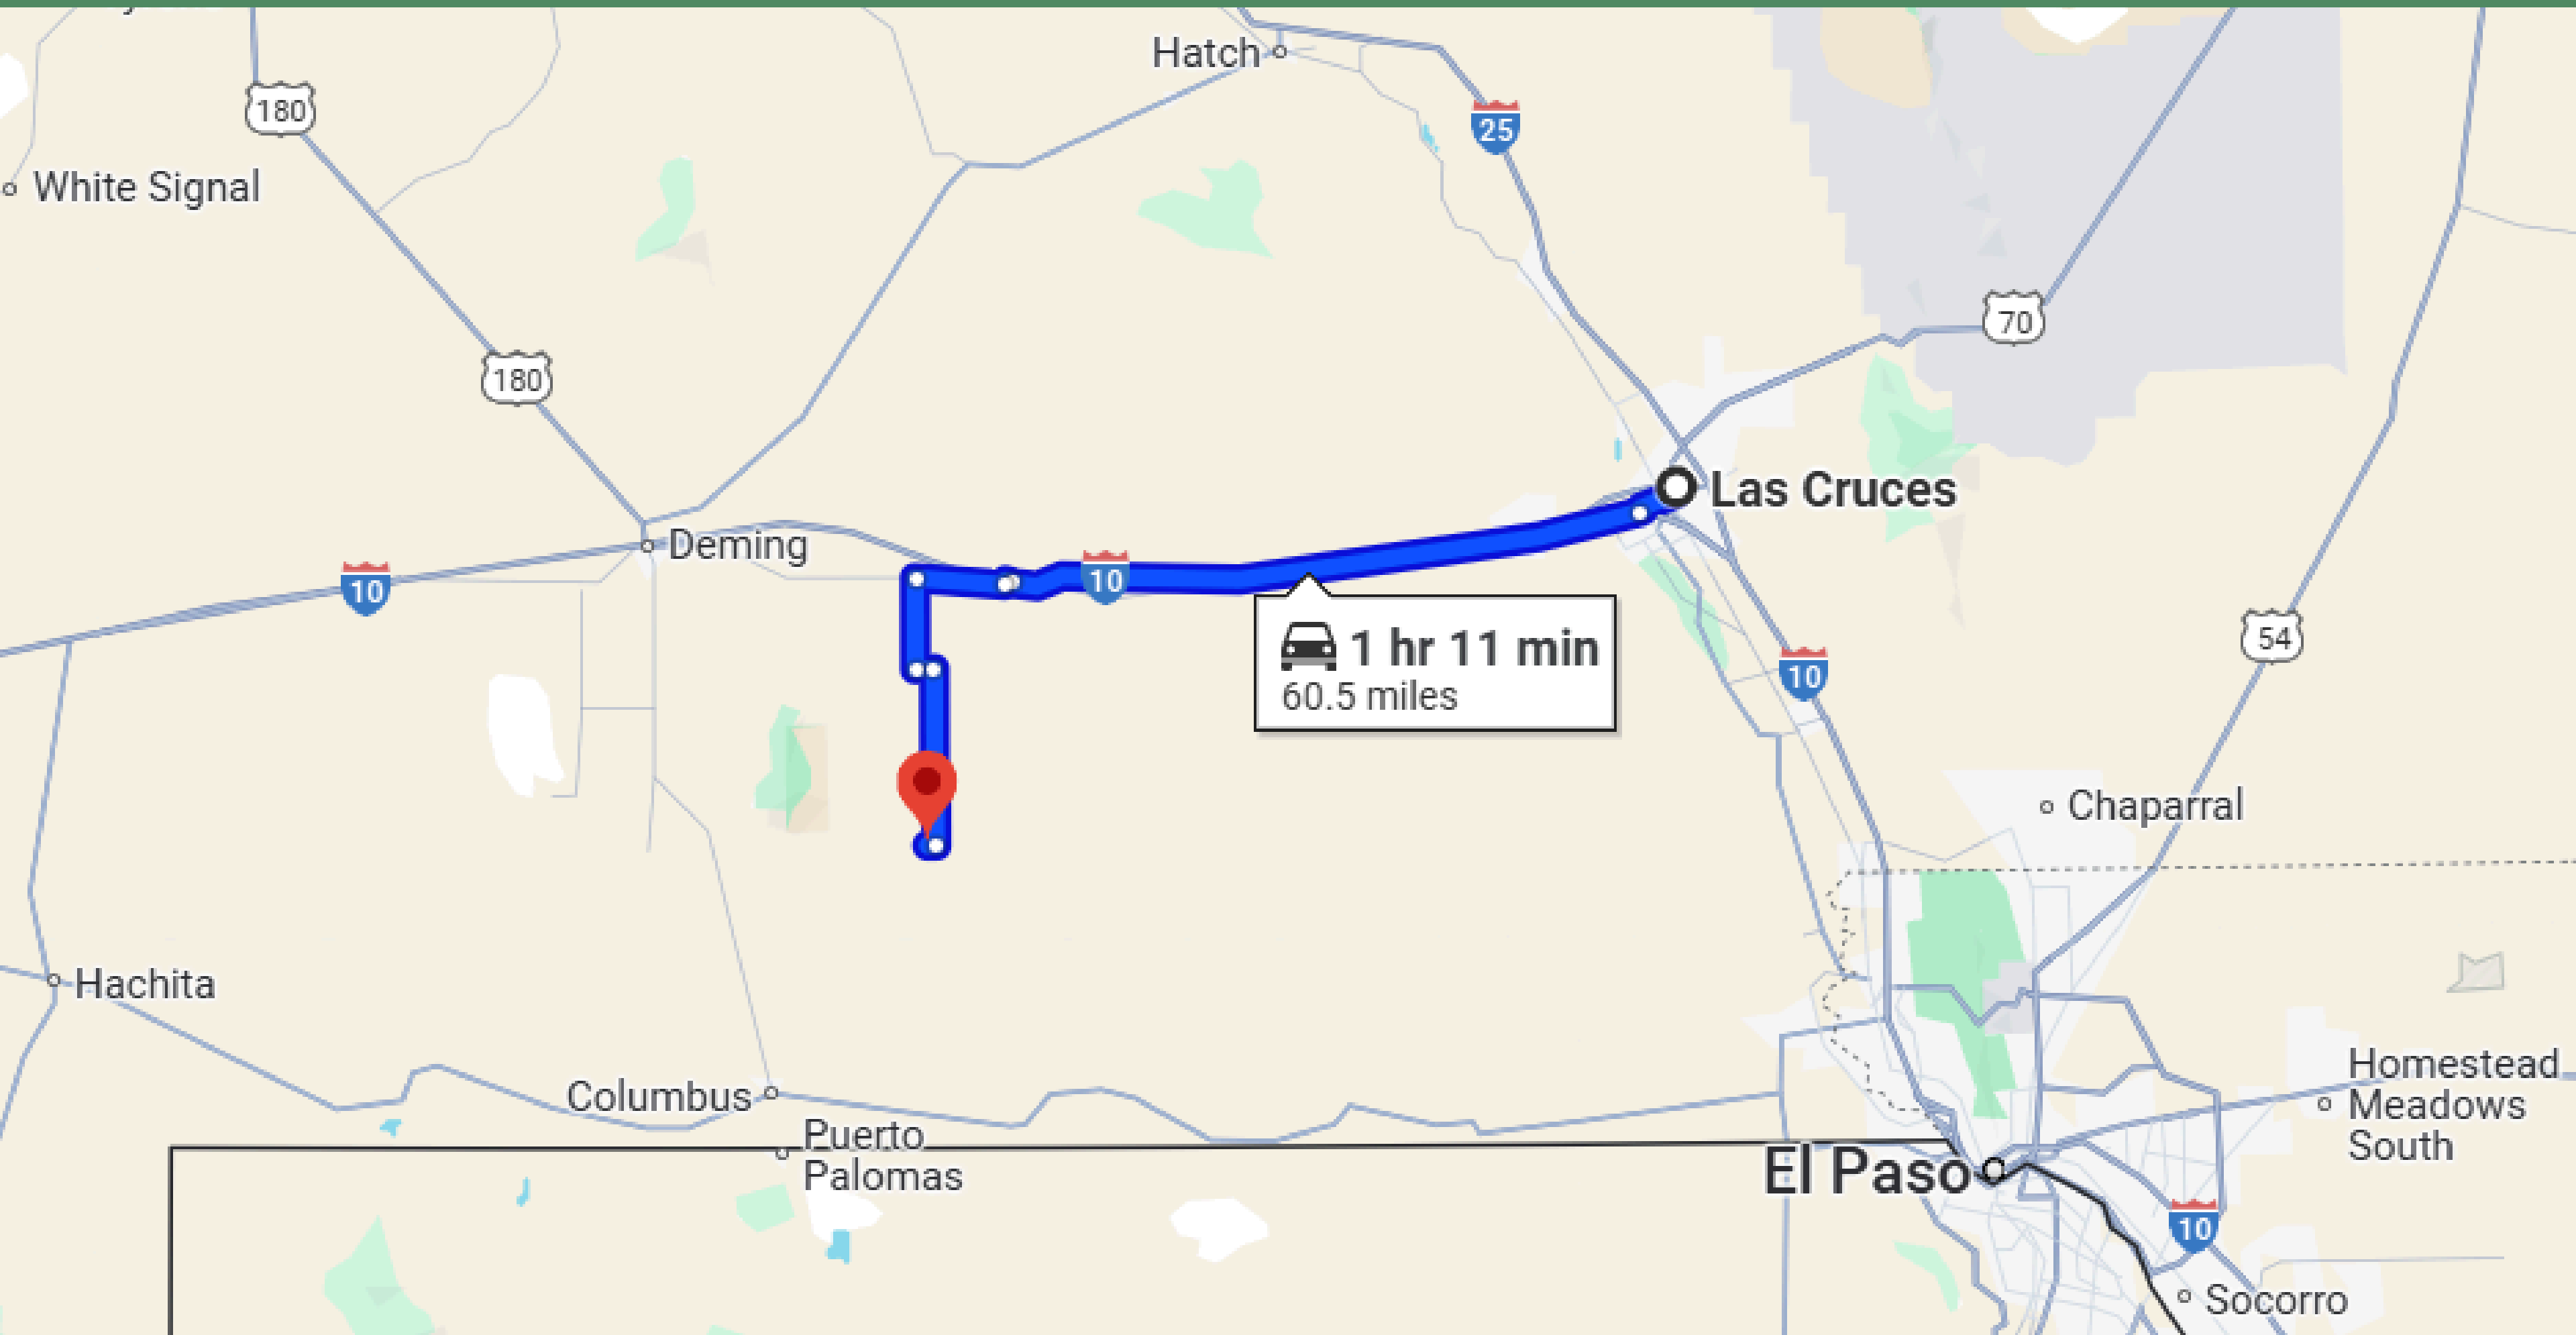 Hatch
180
25
White Signal
70
180
Las Cruces
Deming
10
10
1 hr 11 min
60.5 miles
54
10
Chaparral
Hachita
Columbus
Homestead
Meadows
South
Puerto
Palomas
El Paso
10
Socorro